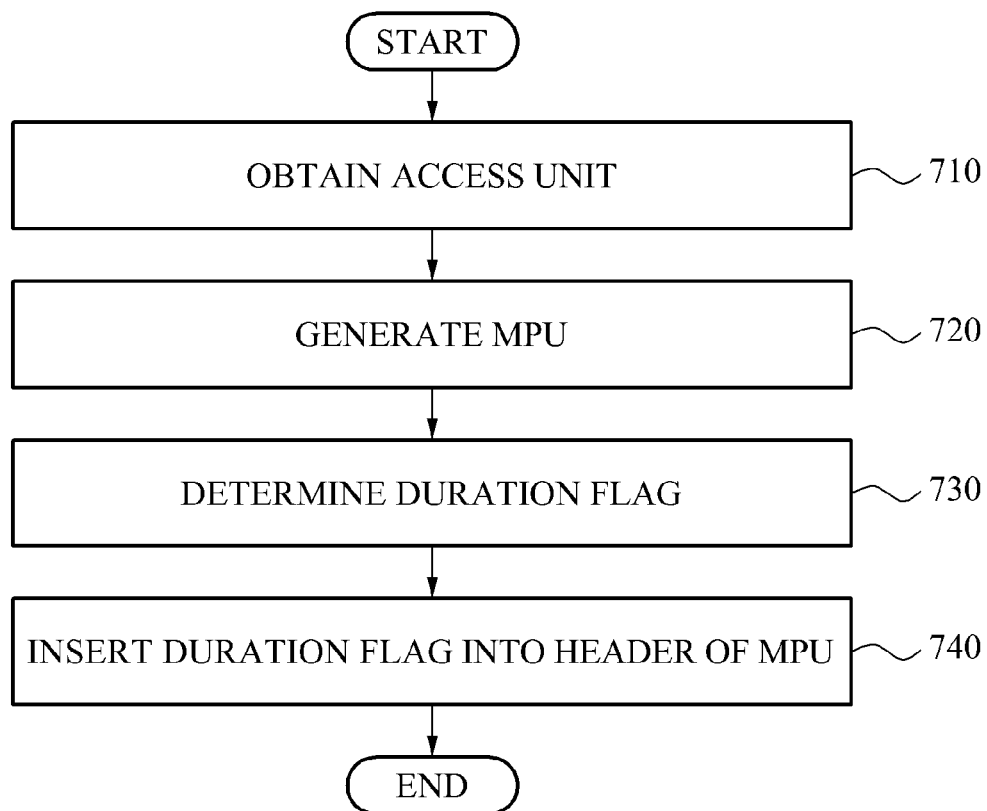 START
OBTAIN ACCESS UNIT
710
GENERATE MPU
720
DETERMINE DURATION FLAG
730
INSERT DURATION FLAG INTO HEADER OF MPU
740
END